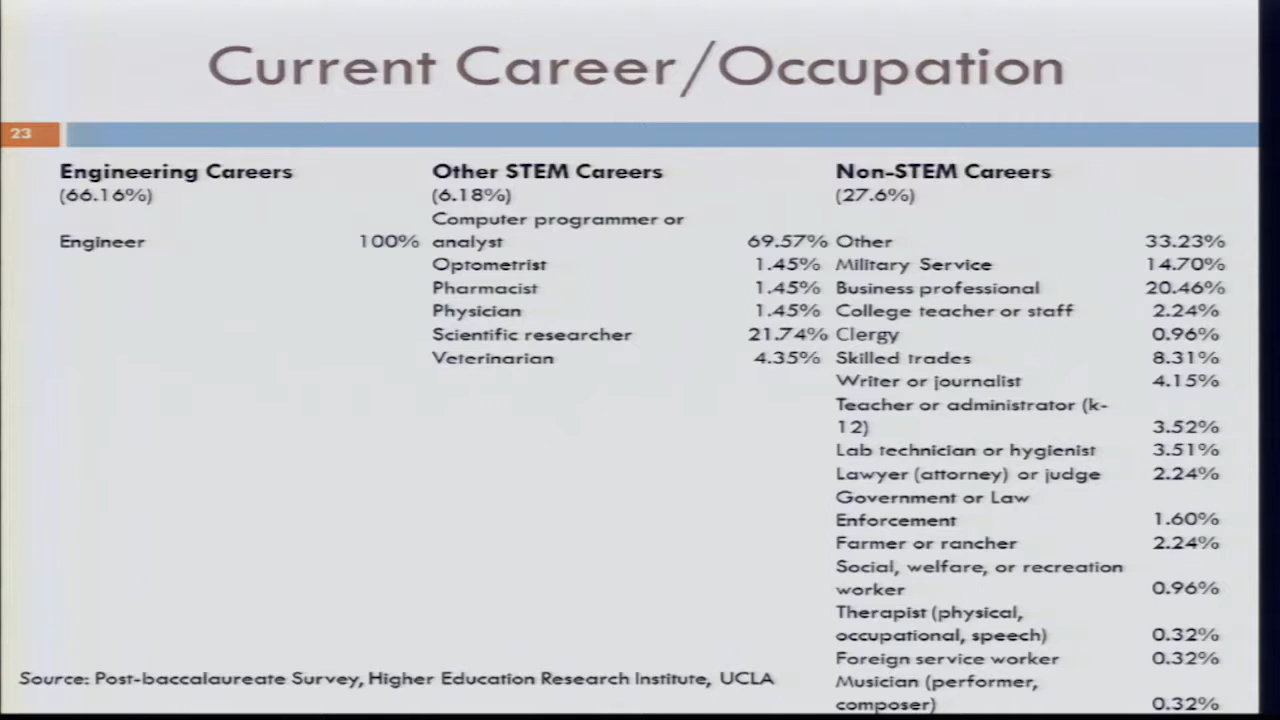 Current Career/Occupation
23
Engineering Careers
(66.16%)
Engineer 100%
Other STEM Careers
(6.18%)
Computer programmer or
analyst 69.57%
Optometrist 1.45%
Pharmacist 1.45%
Physician 1.45%
Scientific researcher 21.74%
Veterinarian 4.35%
Non-STEM Careers
(27.6%)
Other 33.23%
Military Service 14.70%
Business professional 20.46%
College teacher or staff 2.24%
Clergy 0.96%
Skilled trades 8.31%
Writer or journalist 4.15%
Teacher or administrator (k-
12) 3.52%
Lab technician or hygienist 3.51%
Lawyer (attorney) or judge 2.24%
Government or Law
Enforcement 1.60%
Farmer or rancher 2.24%
Social, welfare, or recreation
worker 0.96%
Therapist (physical,
occupational, speech) 0.32%
Foreign service worker 0.32%
Musician (performer,
composer) 0.32%
Source: Post-baccalaureate Survey, Higher Education Research Institute, UCLA